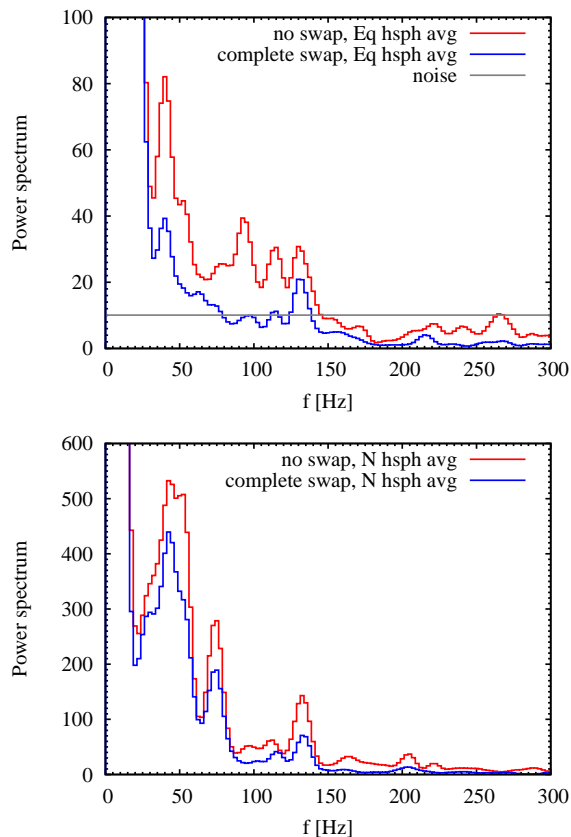 no swap, Eq hsph avg
complete swap, Eq hsph avg
noise
Power spectrum
100
80
60
40
20
0
0 50 100 150 200 250 300
f [Hz]
no swap, N hsph avg
complete swap, N hsph avg
Power spectrum
600
500
400
300
200
100
0
0 50 100 150 200 250 300
f [Hz]